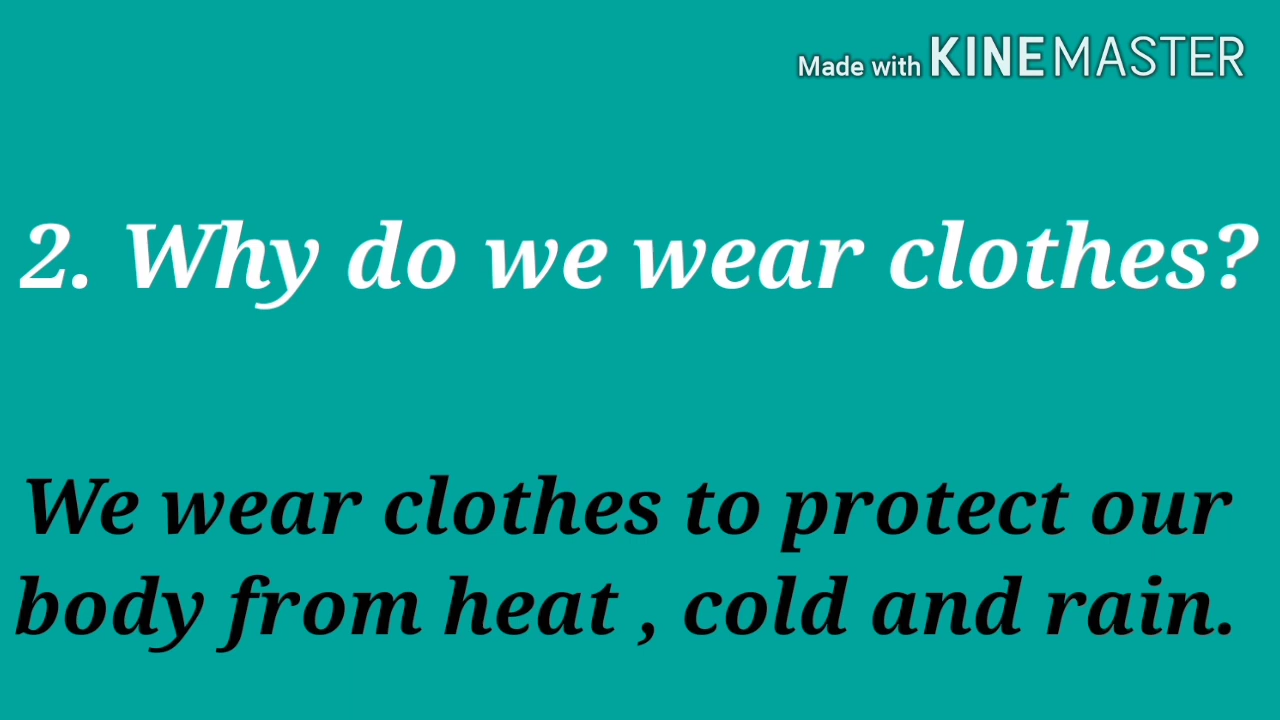 Made with KINEMASTER
2. Why do we wear clothes?
We wear clothes to protect our
body from heat , cold and rain.